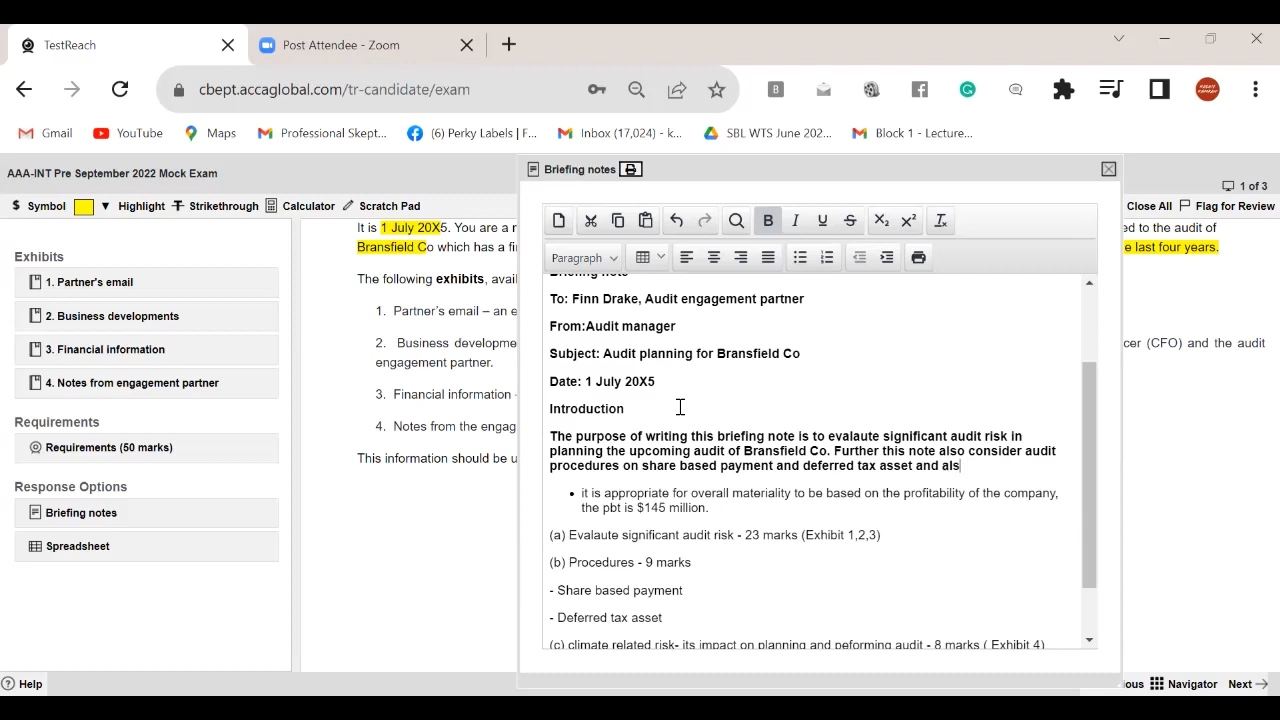 TestReach
Post Attendee - Zoom
cbept.accaglobal.com/tr-candidate/exam
Gmail
YouTube
Maps
Professional Skept...
(6) Perky Labels | F...
Inbox (17,024) - k...
SBL WTS June 202...
Block 1 - Lecture...
AAA-INT Pre September 2022 Mock Exam
Briefing notes
1 of 3
$ Symbol
Highlight
Strikethrough
Calculator
Scratch Pad
Close All
Flag for Review
Exhibits
1. Partner's email
2. Business developments
3. Financial information
4. Notes from engagement partner
Requirements
Requirements (50 marks)
Response Options
Briefing notes
Spreadsheet
It is 1 July 20X5. You are a
Bransfield Co which has a
The following exhibits,
1. Partner's email – an
2. Business
engagement partner.
3. Financial information
4. Notes from the
This information should be
Paragraph
Briefing note
To: Finn Drake, Audit engagement partner
From:Audit manager
Subject: Audit planning for Bransfield Co
Date: 1 July 20X5
Introduction
The purpose of writing this briefing note is to evalaute significant audit risk in
planning the upcoming audit of Bransfield Co. Further this note also consider audit
procedures on share based payment and deferred tax asset and als
• it is appropriate for overall materiality to be based on the profitability of the company,
the pbt is $145 million.
(a) Evalaute significant audit risk - 23 marks (Exhibit 1,2,3)
(b) Procedures - 9 marks
- Share based payment
- Deferred tax asset
(c) climate related risk- its impact on planning and peforming audit - 8 marks ( Exhibit 4)
ed to the audit of
e last four years.
cer (CFO) and the audit
Help
Navigator
Next